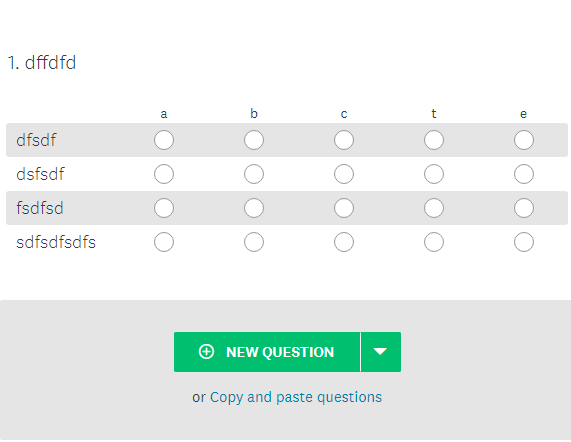 1. dffdfd
a b c t e
dfsdf
dsfsdf
fsdfsd
sdfsdfsdfs
NEW QUESTION
or Copy and paste questions